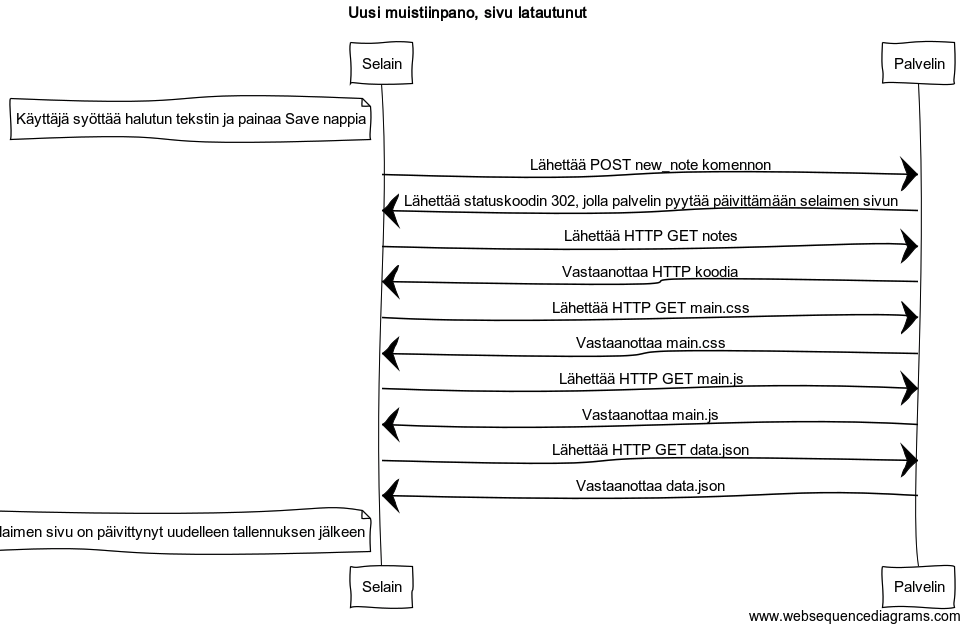 Uusi muistiinpano, sivu latautunut
Selain
Palvelin
Käyttäjä syöttää halutun tekstin ja painaa Save nappia
Lähettää POST new_note komennon
Lähettää statuskoodin 302, jolla palvelin pyytää päivittämään selaimen sivun
Lähettää HTTP GET notes
Vastaanottaa HTTP koodia
Lähettää HTTP GET main.css
Vastaanottaa main.css
Lähettää HTTP GET main.js
Vastaanottaa main.js
Lähettää HTTP GET data.json
Vastaanottaa data.json
sivu on päivittynyt uudelleen tallennuksen jälkeen
Selain
Palvelin
www.websequencediagrams.com